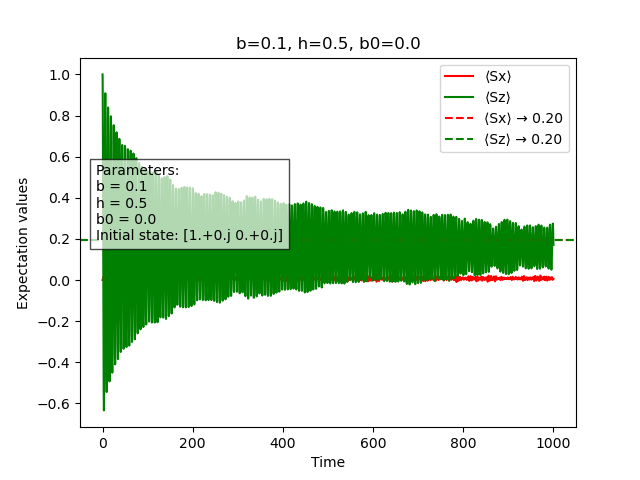 b=0.1, h=0.5, b0=0.0
Expectation values
1.0
0.8
0.6
0.4
0.2
0.0
−0.2
−0.4
−0.6
⟨Sx⟩
⟨Sz⟩
⟨Sx⟩ → 0.20
⟨Sz⟩ → 0.20
Parameters:
b = 0.1
h = 0.5
b0 = 0.0
Initial state: [1.+0.j 0.+0.j]
0 200 400 600 800 1000
Time